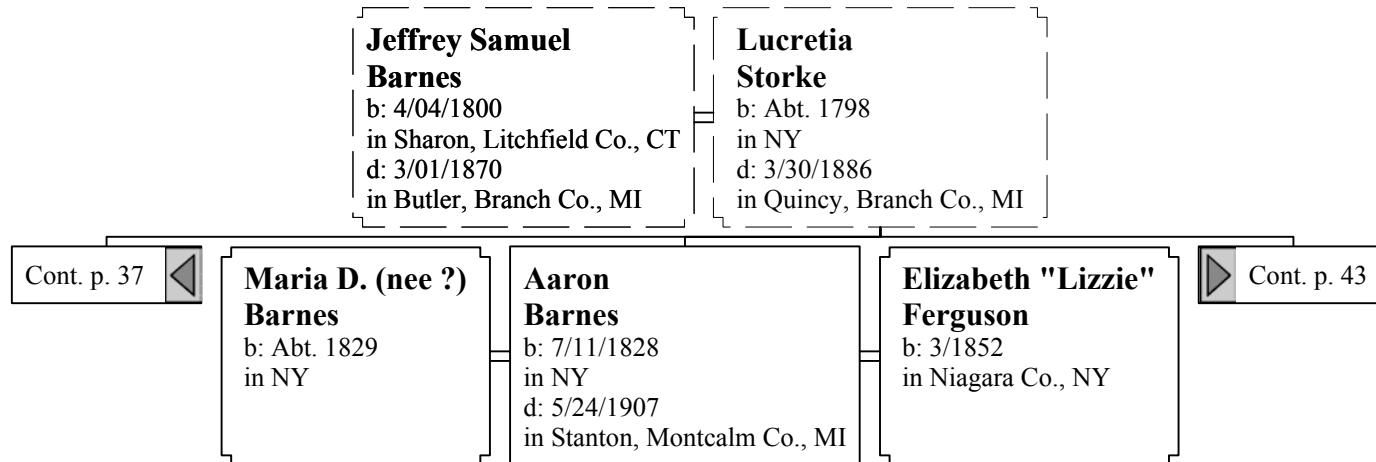 Jeffrey Samuel
Barnes
b: 4/04/1800
in Sharon, Litchfield Co., CT
d: 3/01/1870
in Butler, Branch Co., MI
Lucretia
Storke
b: Abt. 1798
in NY
d: 3/30/1886
in Quincy, Branch Co., MI
Cont. p. 37
Maria D. (nee ?)
Barnes
b: Abt. 1829
in NY
Aaron
Barnes
b: 7/11/1828
in NY
d: 5/24/1907
in Stanton, Montcalm Co., MI
Elizabeth "Lizzie"
Ferguson
b: 3/1852
in Niagara Co., NY
Cont. p. 43